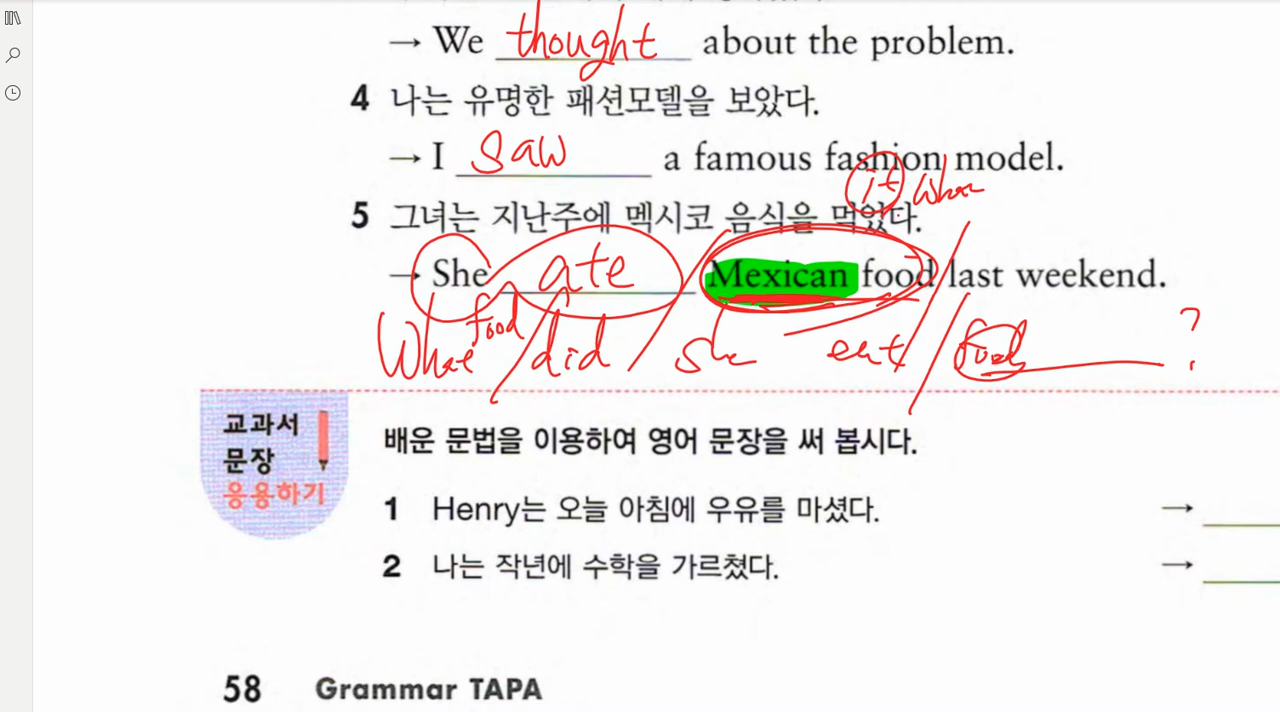 → We thought about the problem.
4 나는 유명한 패션모델을 보았다.
→ I saw a famous fashion model.
it what
5 그녀는 지난주에 멕시코 음식을 먹었다.
→ She ate Mexican food last weekend.
food
What did she eat food ?
교과서
문장
응용하기
배운 문법을 이용하여 영어 문장을 써 봅시다.
1 Henry는 오늘 아침에 우유를 마셨다. →
2 나는 작년에 수학을 가르쳤다. →
58 Grammar TAPA